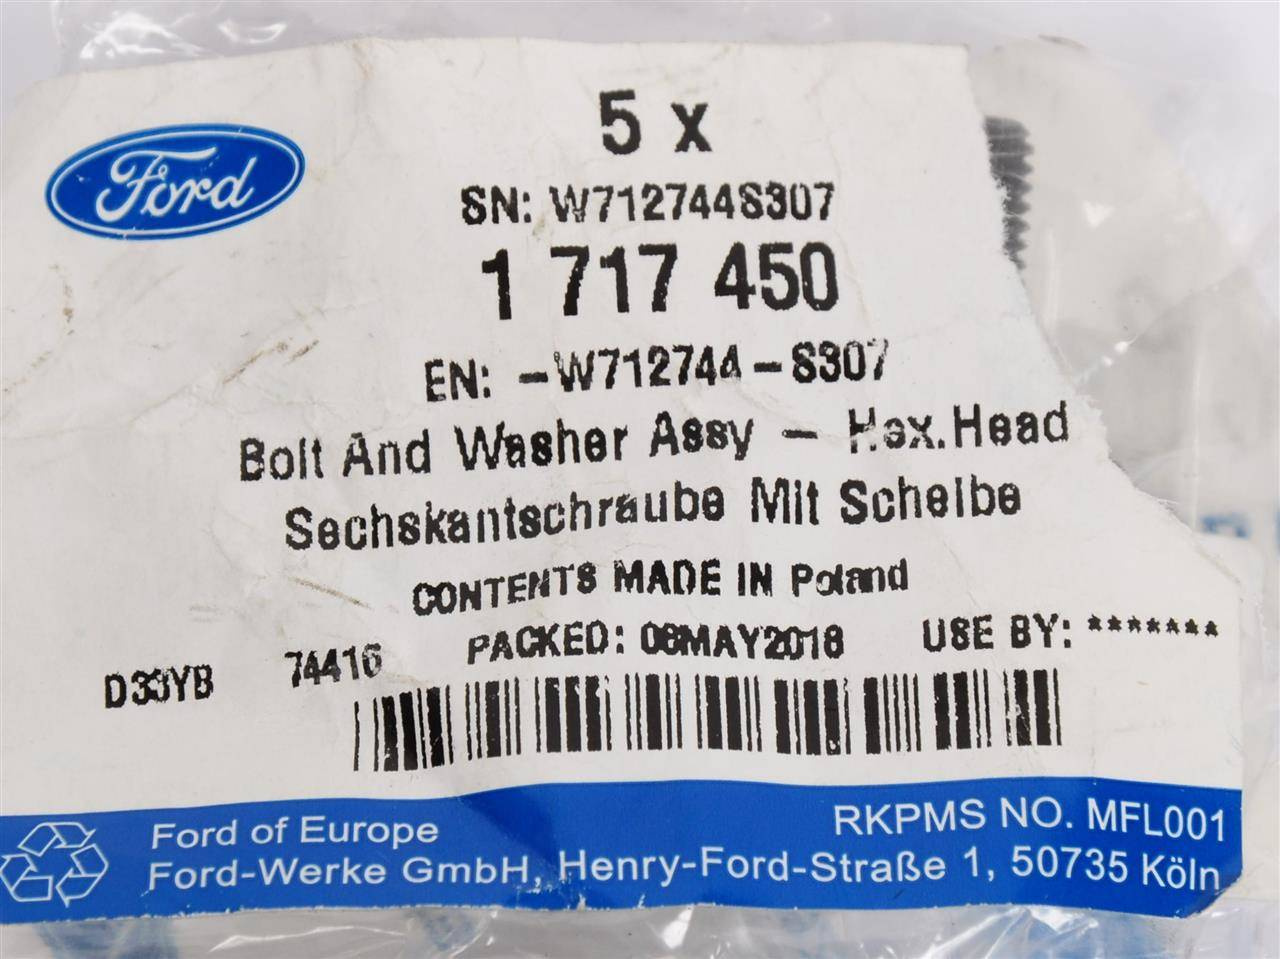 Ford
5 x
SN: W712744S307
1 717 450
EN: -W712744-S307
Bolt And Washer Assy - Hex.Head
Sechskantschraube Mit Scheibe
CONTENTS MADE IN Poland
D33YB 74416 PACKED: 08MAY2018 USE BY: *******
Ford of Europe
RKPMS NO. MFL001
Ford-Werke GmbH, Henry-Ford-Straße 1, 50735 Köln